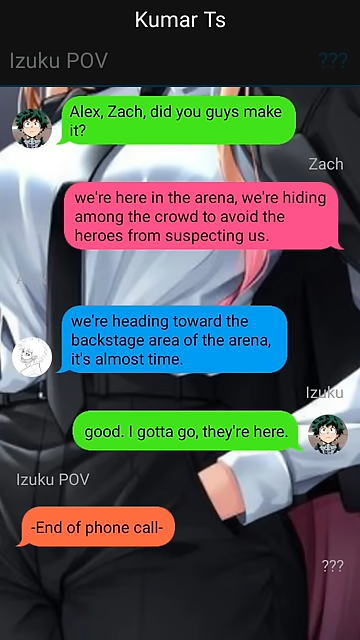 Kumar Ts
Izuku POV
???
Alex, Zach, did you guys make
it?
Zach
we're here in the arena, we're hiding
among the crowd to avoid the
heroes from suspecting us.
we're heading toward the
backstage area of the arena,
it's almost time.
Izuku
good. I gotta go, they're here.
Izuku POV
-End of phone call-
???